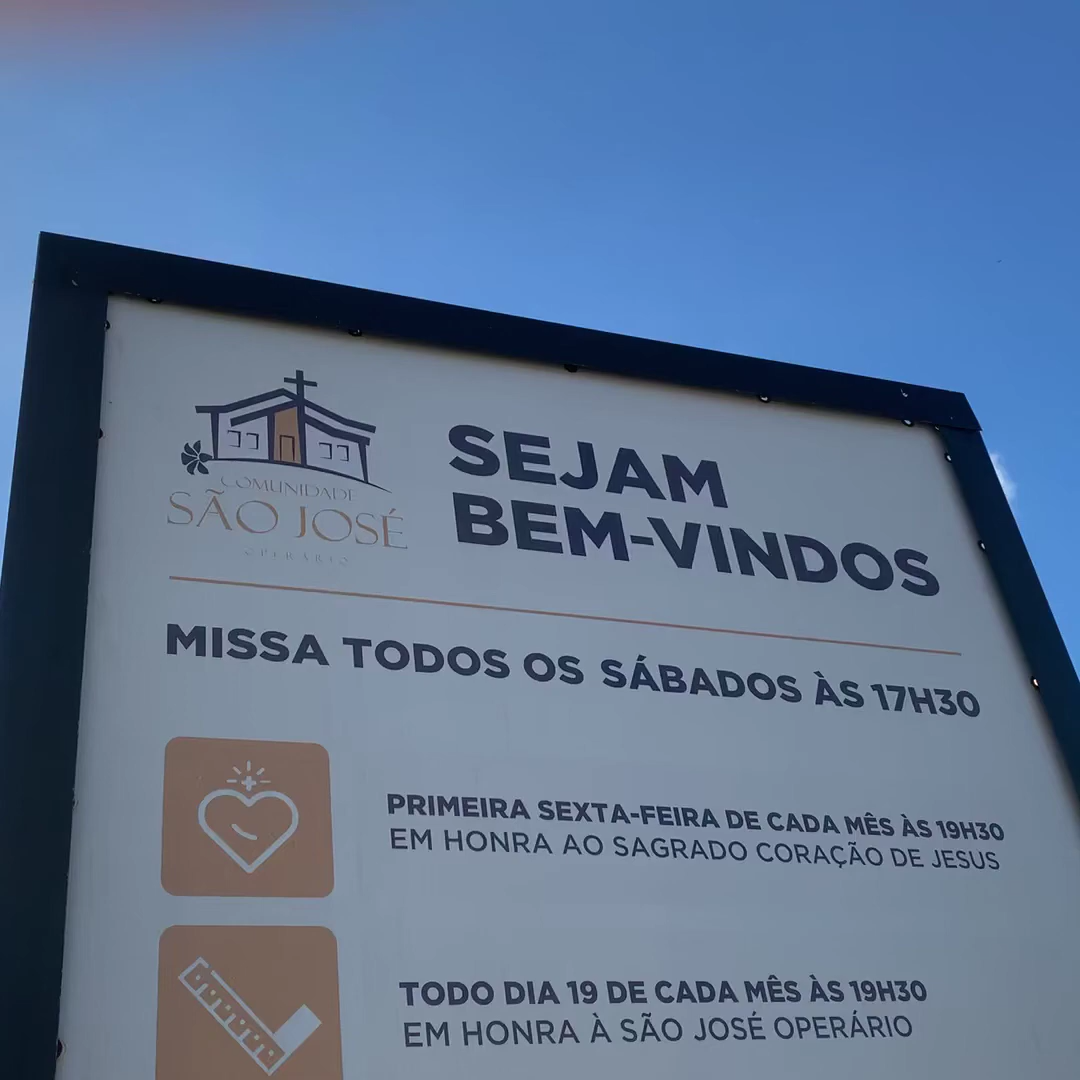 COMUNIDADE
SÃO JOSÉ
OPERÁRIO
SEJAM
BEM-VINDOS
MISSA TODOS OS SÁBADOS ÀS 17H30
PRIMEIRA SEXTA-FEIRA DE CADA MÊS ÀS 19H30
EM HONRA AO SAGRADO CORAÇÃO DE JESUS
TODO DIA 19 DE CADA MÊS ÀS 19H30
EM HONRA À SÃO JOSÉ OPERÁRIO